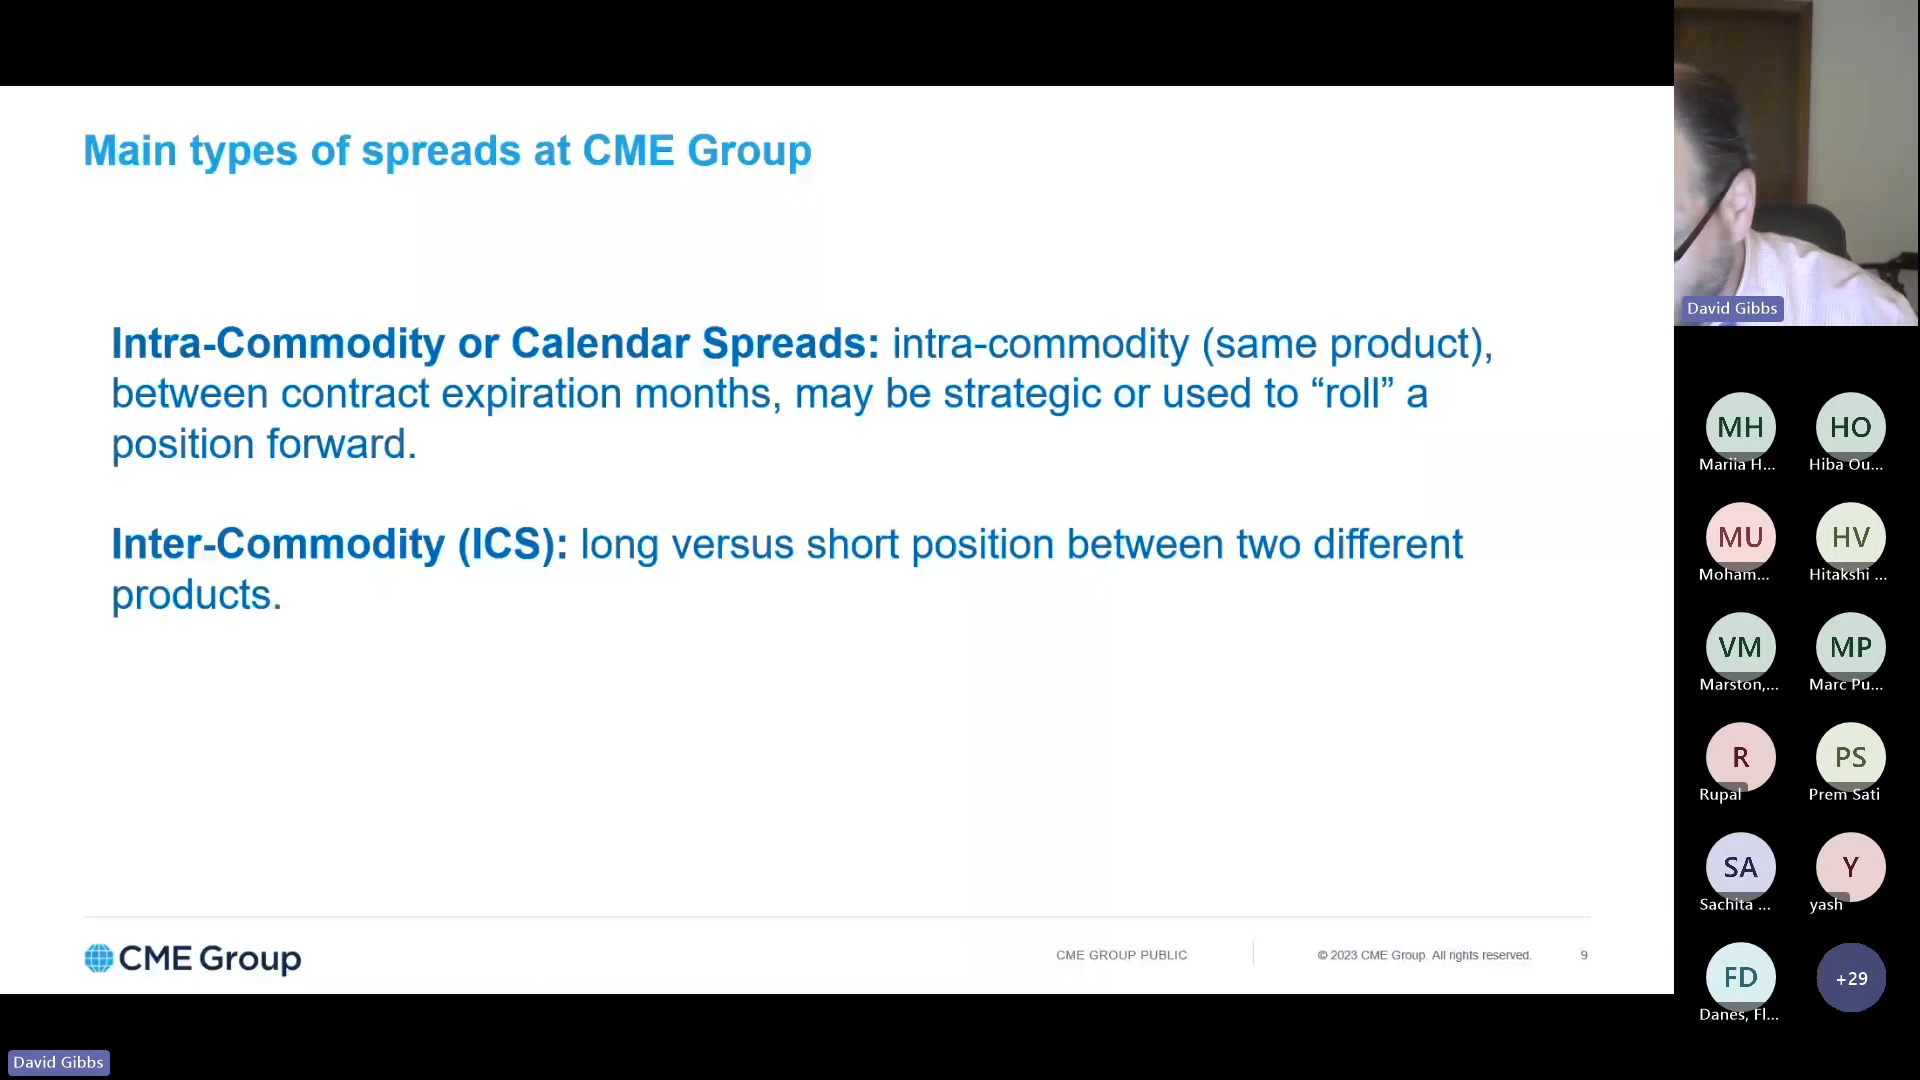 Main types of spreads at CME Group
Intra-Commodity or Calendar Spreads: intra-commodity (same product),
between contract expiration months, may be strategic or used to “roll” a
position forward.
Inter-Commodity (ICS): long versus short position between two different
products.
CME Group
CME GROUP PUBLIC
© 2023 CME Group. All rights reserved.
9
David Gibbs
David Gibbs
MH
HO
Mariia H...
Hiba Ou...
MU
HV
Moham...
Hitakshi ...
VM
MP
Marston,...
Marc Pu...
R
PS
Rupal
Prem Sati
SA
Y
Sachita ...
yash
FD
+29
Danes, Fl...